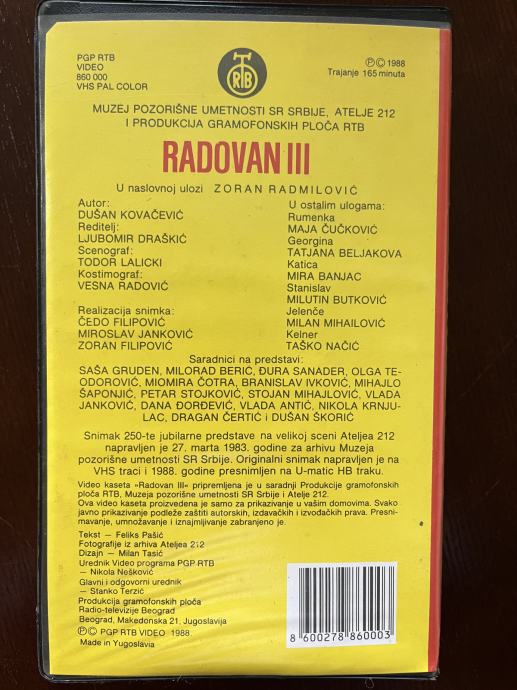 PGP RTB
VIDEO
860 000
VHS PAL COLOR
RTB
ⓅⒸ 1988
Trajanje 165 minuta
MUZEJ POZORIŠNE UMETNOSTI SR SRBIJE, ATELJE 212
I PRODUKCIJA GRAMOFONSKIH PLOČA RTB
RADOVAN III
U naslovnoj ulozi ZORAN RADMILOVIĆ
Autor:
DUŠAN KOVAČEVIĆ
Reditelj:
LJUBOMIR DRAŠKIĆ
Scenograf:
TODOR LALICKI
Kostimograf:
VESNA RADOVIĆ
Realizacija snimka:
ČEDO FILIPOVIĆ
MIROSLAV JANKOVIĆ
ZORAN FILIPOVIĆ
U ostalim ulogama:
Rumenka
MAJA ČUČKOVIĆ
Georgina
TATJANA BELJAKOVA
Katica
MIRA BANJAC
Stanislav
MILUTIN BUTKOVIĆ
Jelenče
MILAN MIHAILOVIĆ
Kelner
TAŠKO NAČIĆ
Saradnici na predstavi:
SAŠA GRUDEN, MILORAD BERIĆ, ĐURA SANADER, OLGA TE-
ODOROVIĆ, MIOMIRA ČOTRA, BRANISLAV IVKOVIĆ, MIHAJLO
ŠAPONJIĆ, PETAR STOJKOVIĆ, STOJAN MIHAJLOVIĆ, VLADA
JANKOVIĆ, DANA ĐORĐEVIĆ, VLADA ANTIĆ, NIKOLA KRNJU-
LAC, DRAGAN ČERTIĆ i DUŠAN ŠKORIĆ
Snimak 250-te jubilarne predstave na velikoj sceni Ateljea 212
napravljen je 27. marta 1983. godine za arhivu Muzeja
pozorišne umetnosti SR Srbije. Originalni snimak napravljen je na
VHS traci i 1988. godine presnimljen na U-matic HB traku.
Video kaseta »Radovan III« pripremljena je u saradnji Produkcije gramofonskih
ploča RTB, Muzeja pozorišne umetnosti SR Srbije i Atelje 212.
Ova video kaseta proizvedena je samo za prikazivanje u vašim domovima. Svako
javno prikazivanje podleže zaštiti autorskih, izdavačkih i izvođačkih prava. Presni-
mavanje, umnožavanje i iznajmljivanje zabranjeno je.
Tekst — Feliks Pašić
Fotografije iz arhiva Ateljea 212
Dizajn — Milan Tasić
Urednik Video programa PGP RTB
— Nikola Nešković
Glavni i odgovorni urednik
— Stanko Terzić
Produkcija gramofonskih ploča
Radio-televizije Beograd
Beograd, Makedonska 21, Jugoslavija
ⓅⒸ PGP RTB VIDEO 1988.
Made in Yugoslavia
8 600278 860003